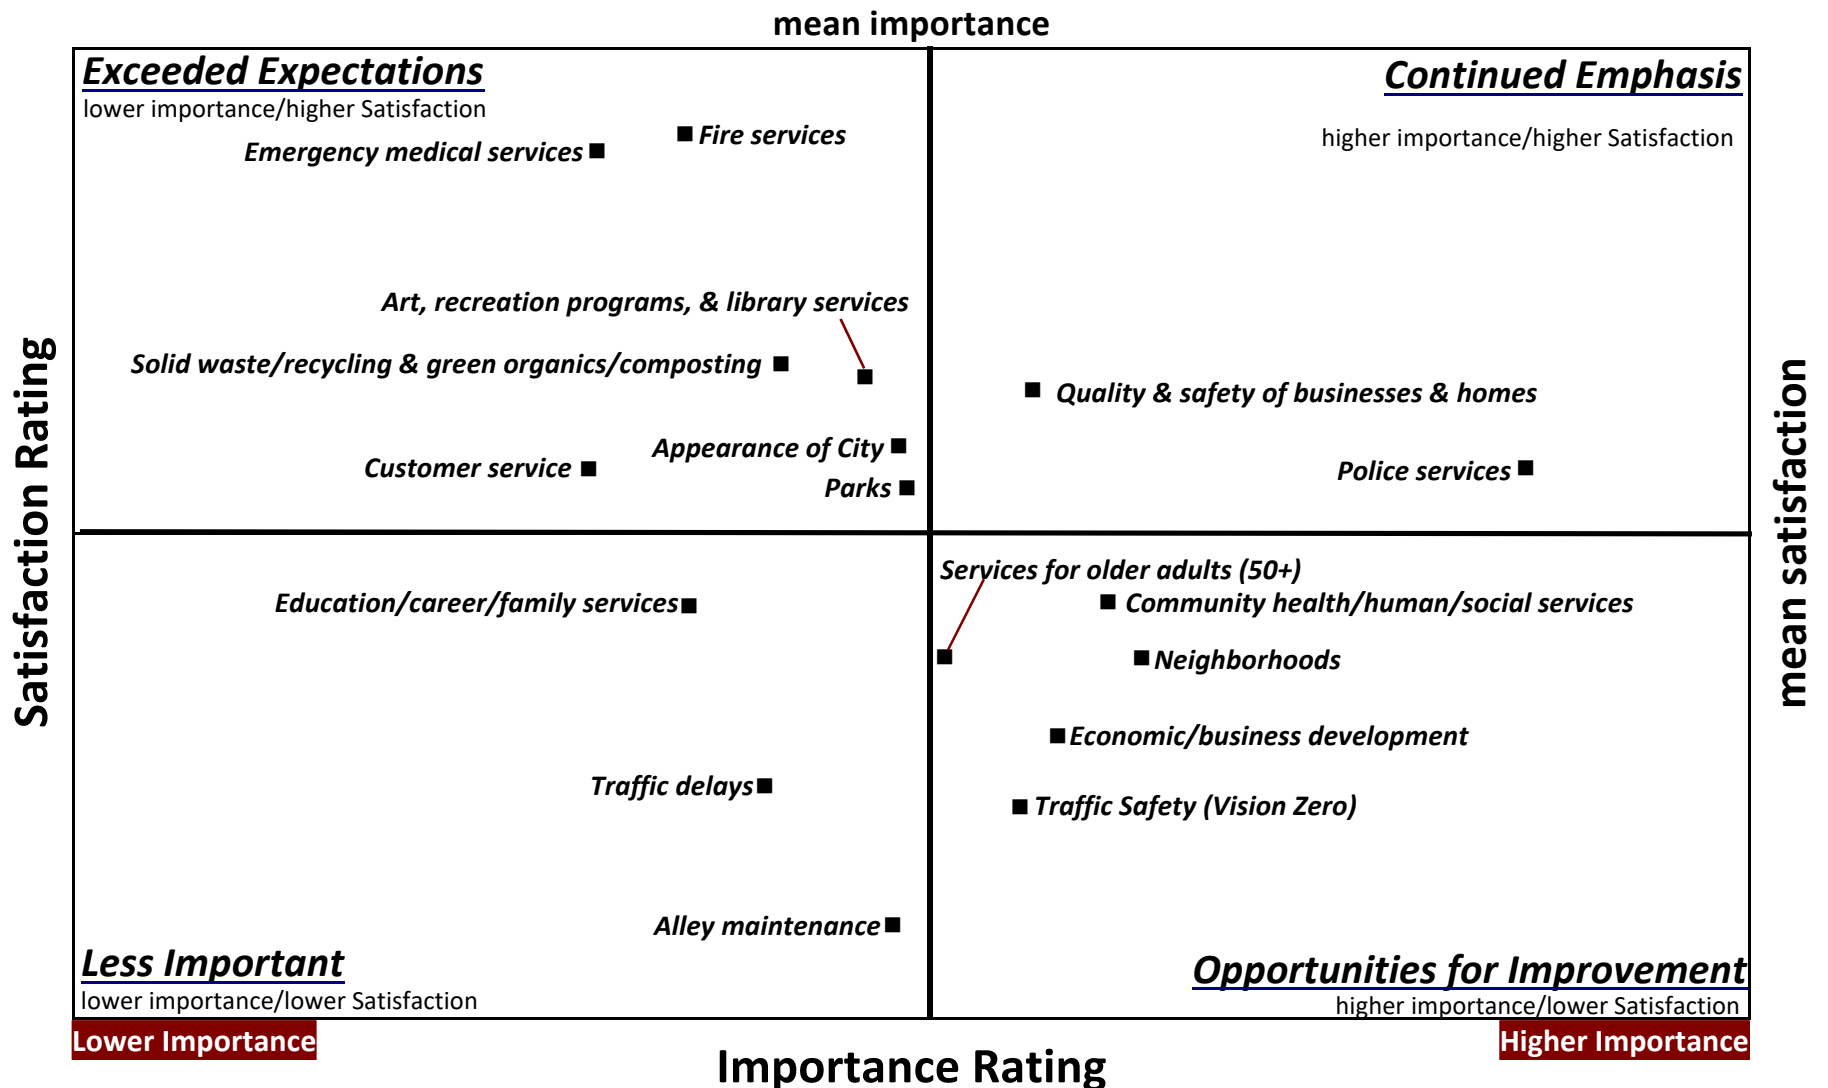 mean importance
Exceeded Expectations
lower importance/higher Satisfaction
Continued Emphasis
higher importance/higher Satisfaction
Fire services
Emergency medical services
Art, recreation programs, & library services
Solid waste/recycling & green organics/composting
Quality & safety of businesses & homes
Appearance of City
Customer service
Police services
Parks
Satisfaction Rating
mean satisfaction
Services for older adults (50+)
Education/career/family services
Community health/human/social services
Neighborhoods
Economic/business development
Traffic delays
Traffic Safety (Vision Zero)
Alley maintenance
Less Important
lower importance/lower Satisfaction
Opportunities for Improvement
higher importance/lower Satisfaction
Lower Importance
Higher Importance
Importance Rating